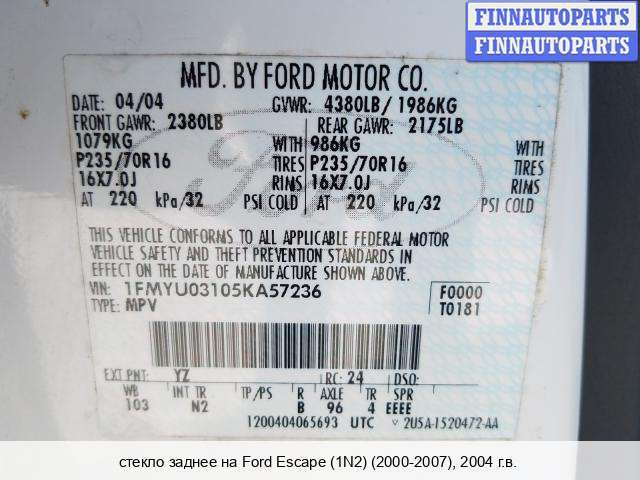 FINNAUTOPARTS
FINNAUTOPARTS
MFD. BY FORD MOTOR CO.
DATE: 04/04 GVWR: 4380LB/ 1986KG
FRONT GAWR: 2380LB REAR GAWR: 2175LB
1079KG WITH 986KG WITH
P235/70R16 TIRES P235/70R16 TIRES
16X7.0J RIMS 16X7.0J RIMS
AT 220 kPa/32 PSI COLD AT 220 kPa/32 PSI COLD
THIS VEHICLE CONFORMS TO ALL APPLICABLE FEDERAL MOTOR
VEHICLE SAFETY AND THEFT PREVENTION STANDARDS
IN EFFECT ON THE DATE OF MANUFACTURE SHOWN ABOVE.
VIN: 1FMYU03105KA57236 F0000
TYPE: MPV T0181
Ford
EXT PNT: YZ RC: 24 DSO:
WB INT TR TP/PS R AXLE TR SPR
103 N2 B 96 4 EEEE
1200404065693 UTC 2U5A-1520472-AA
стекло заднее на Ford Escape (1N2) (2000-2007), 2004 г.в.